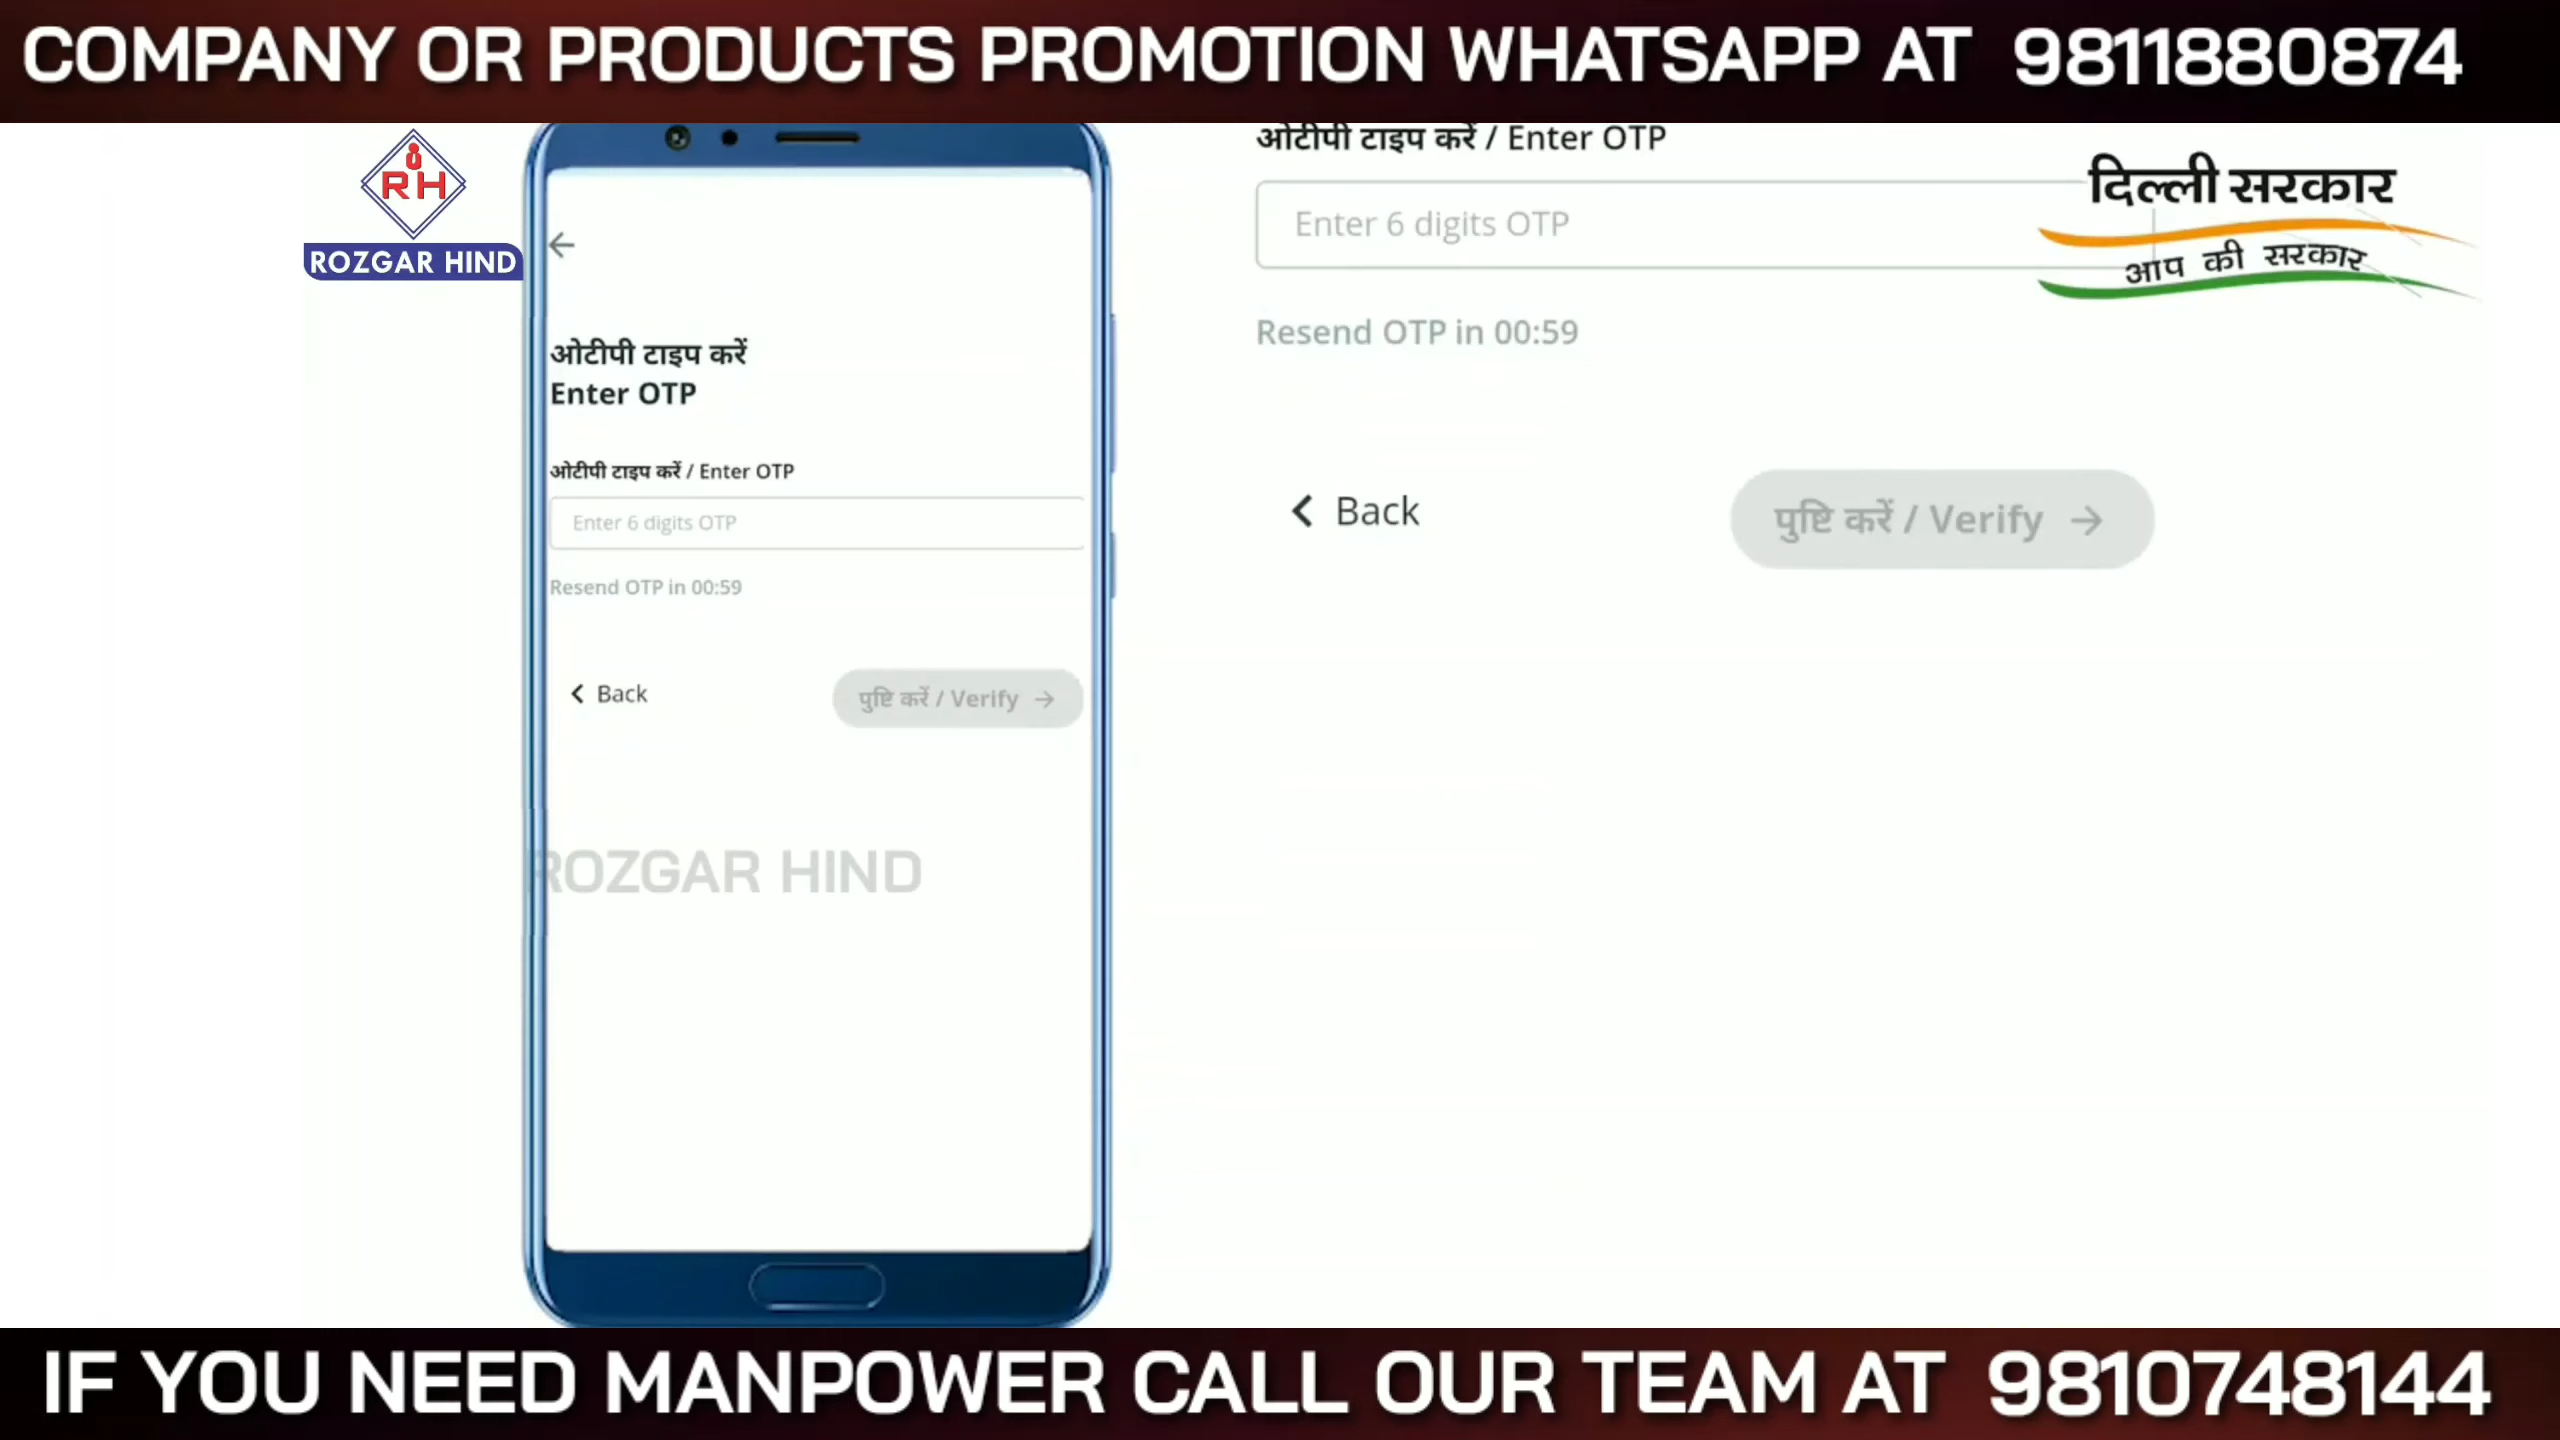 COMPANY OR PRODUCTS PROMOTION WHATSAPP AT 9811880874
RH
ROZGAR HIND
ओटीपी टाइप करें
Enter OTP
ओटीपी टाइप करें / Enter OTP
Enter 6 digits OTP
Resend OTP in 00:59
Back
पुष्टि करें / Verify
ROZGAR HIND
ओटीपी टाइप करें / Enter OTP
Enter 6 digits OTP
Resend OTP in 00:59
Back
पुष्टि करें / Verify
दिल्ली सरकार
आप की सरकार
IF YOU NEED MANPOWER CALL OUR TEAM AT 9810748144